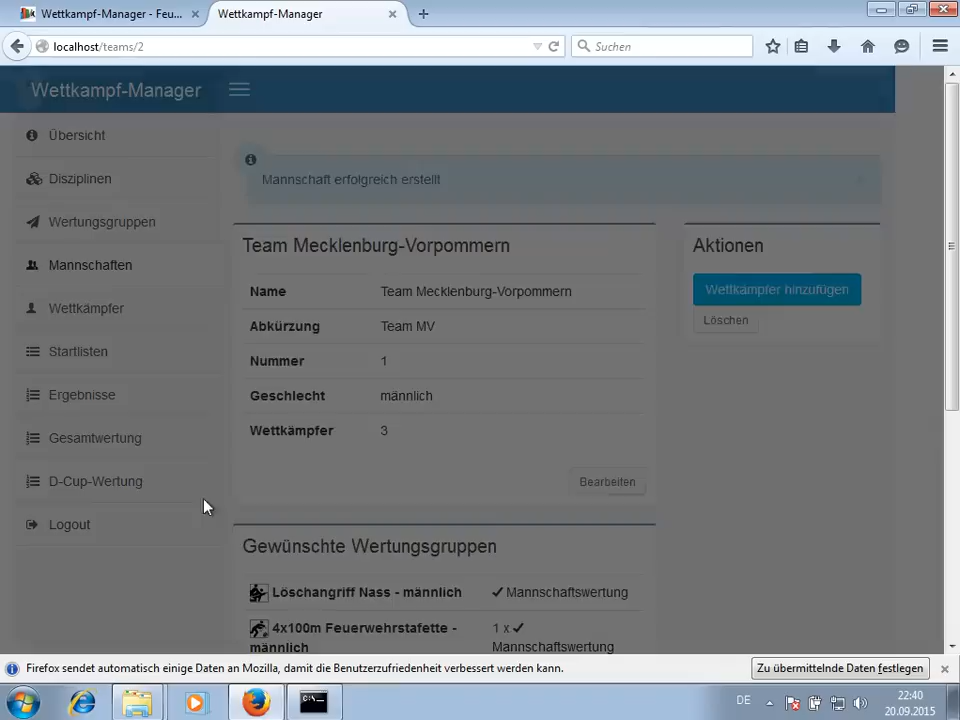 Wettkampf-Manager - Feu...
Wettkampf-Manager
localhost/teams/2
Suchen
Wettkampf-Manager
Übersicht
Disziplinen
Wertungsgruppen
Mannschaften
Wettkämpfer
Startlisten
Ergebnisse
Gesamtwertung
D-Cup-Wertung
Logout
Mannschaft erfolgreich erstellt
Team Mecklenburg-Vorpommern
Name Team Mecklenburg-Vorpommern
Abkürzung Team MV
Nummer 1
Geschlecht männlich
Wettkämpfer 3
Bearbeiten
Aktionen
Wettkämpfer hinzufügen
Löschen
Gewünschte Wertungsgruppen
Löschangriff Nass - männlich ✔ Mannschaftswertung
4x100m Feuerwehrstafette - 1 x ✔
männlich Mannschaftswertung
Firefox sendet automatisch einige Daten an Mozilla, damit die Benutzerzufriedenheit verbessert werden kann.
Zu übermittelnde Daten festlegen
C:\.
DE
22:40
20.09.2015